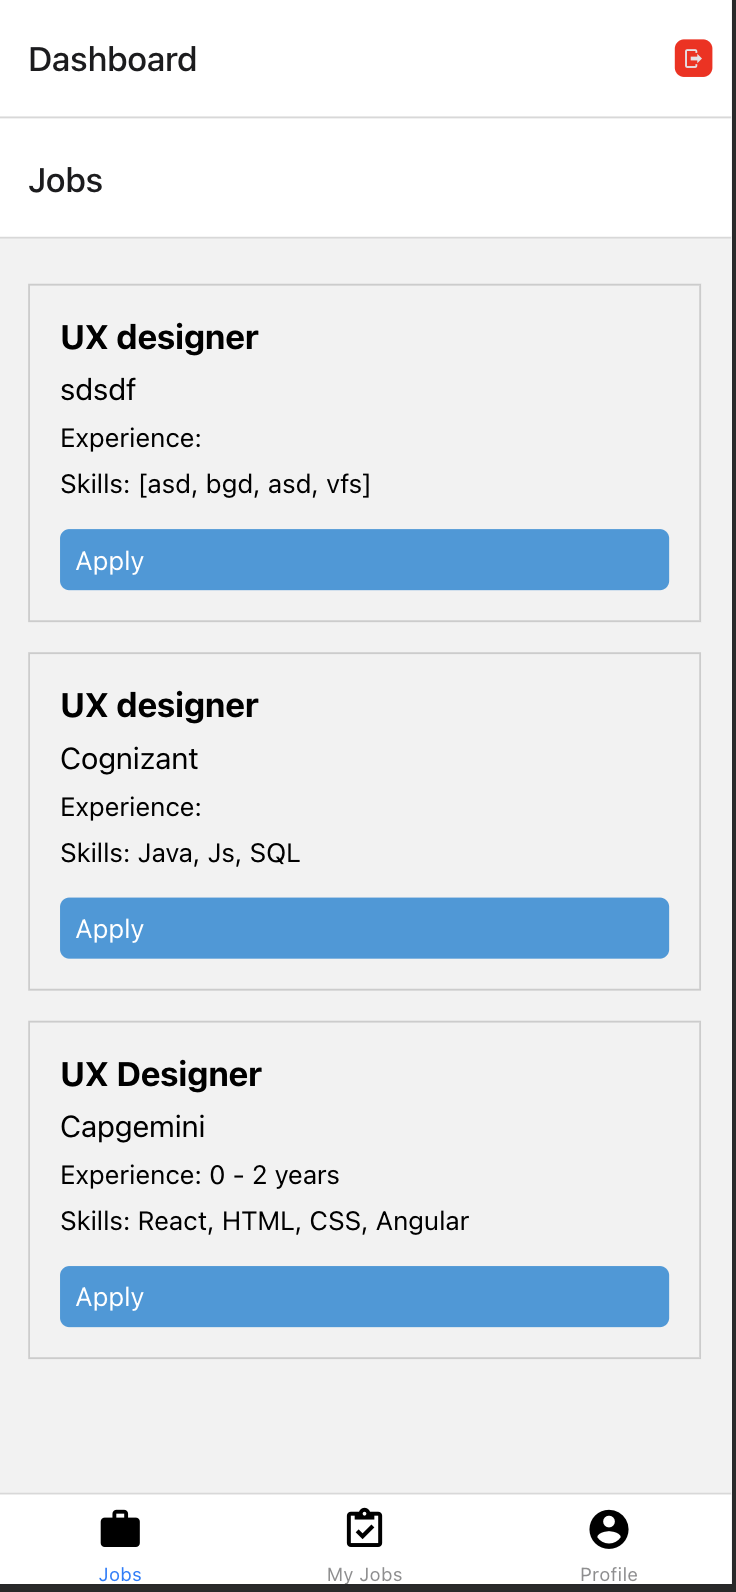 Dashboard
Jobs
UX designer
sdsdf
Experience:
Skills: [asd, bgd, asd, vfs]
Apply
UX designer
Cognizant
Experience:
Skills: Java, Js, SQL
Apply
UX Designer
Capgemini
Experience: 0 - 2 years
Skills: React, HTML, CSS, Angular
Apply
Jobs My Jobs Profile